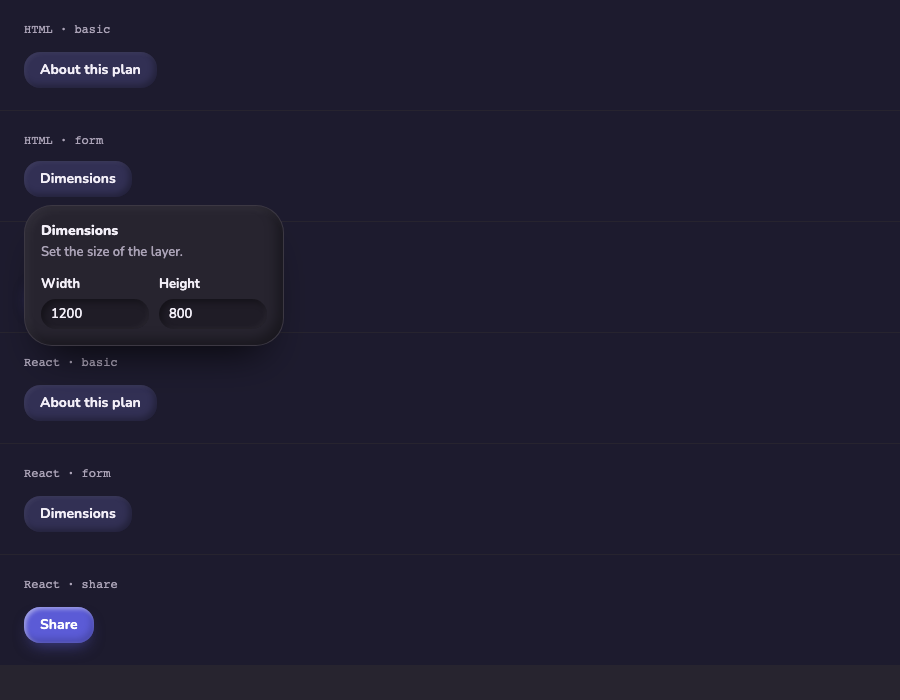 HTML · basic
About this plan
HTML · form
Dimensions
Dimensions
Set the size of the layer.
Width Height
1200 800
React · basic
About this plan
React · form
Dimensions
React · share
Share